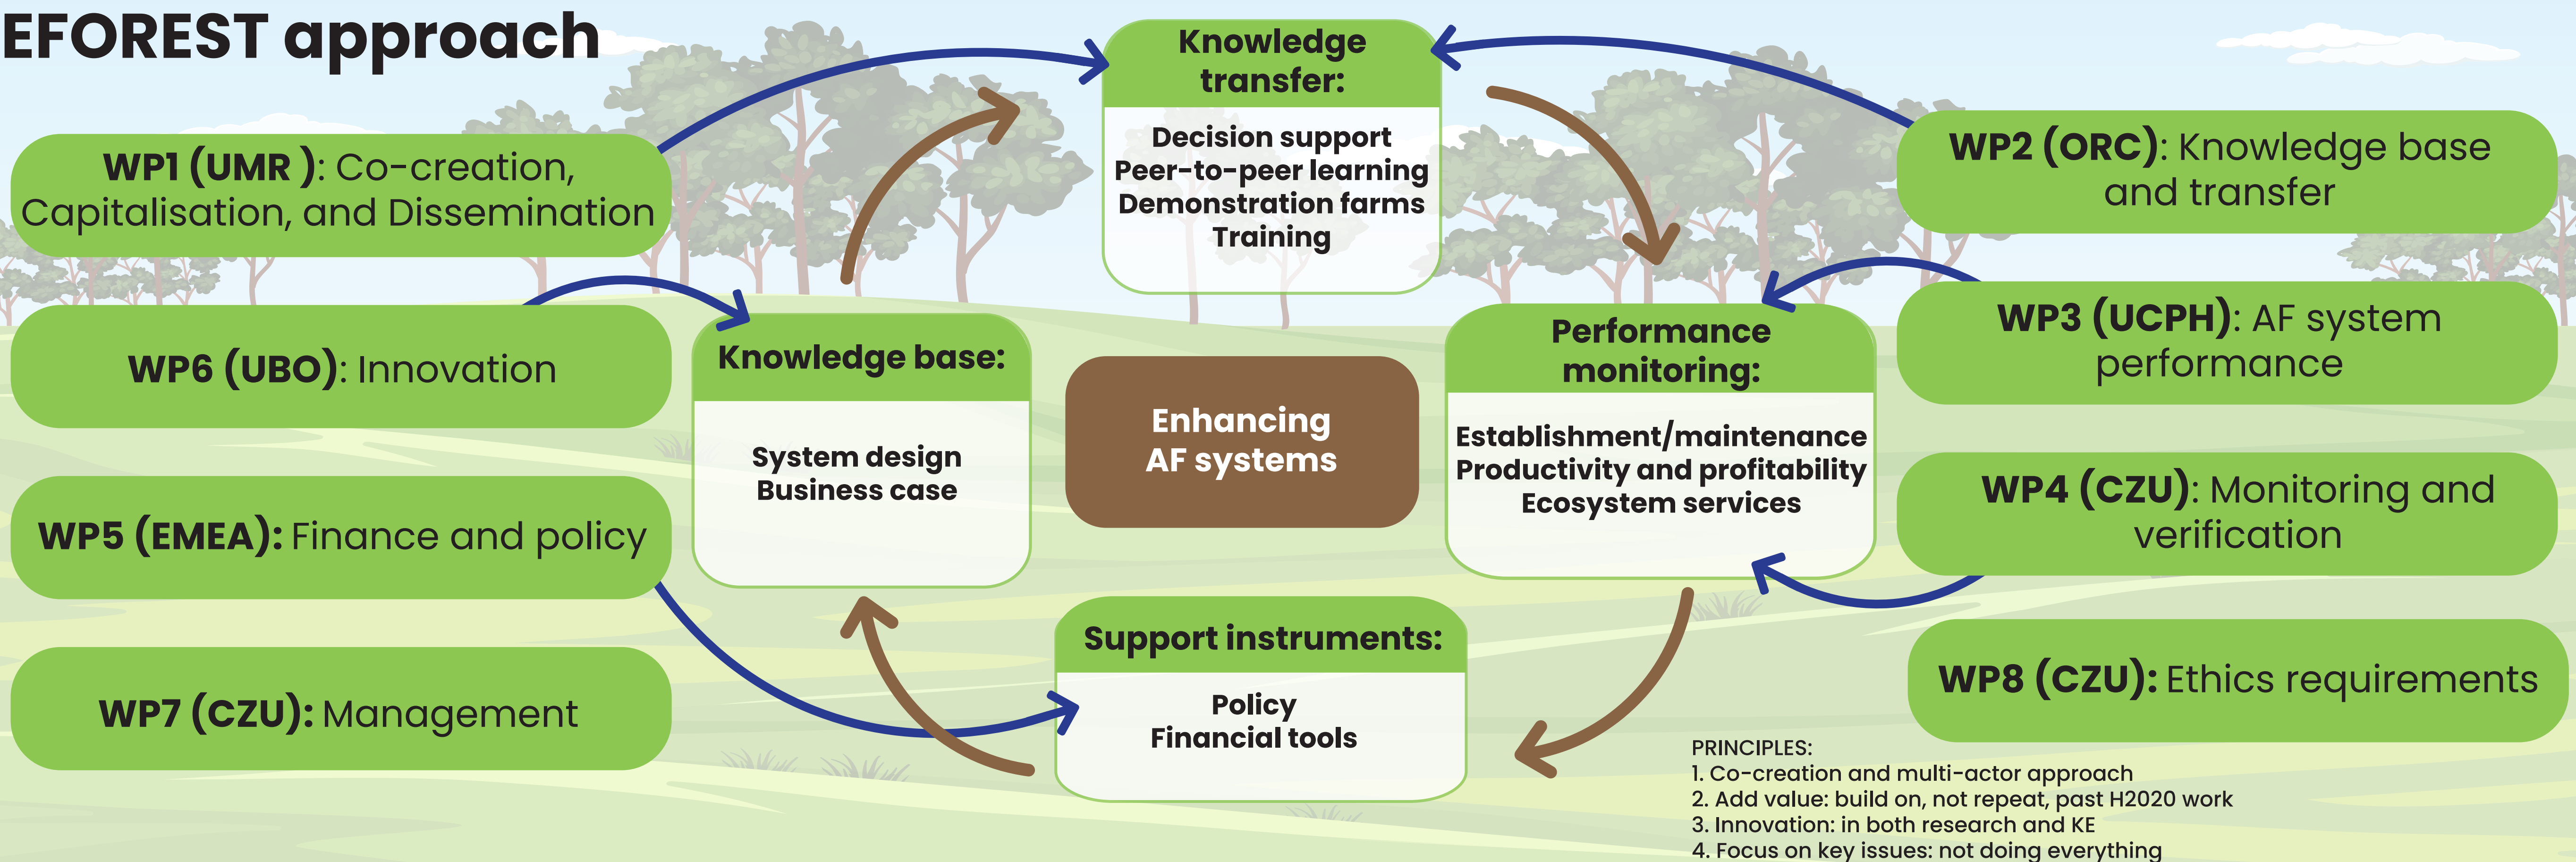 EFOREST approach
WP1 (UMR ): Co-creation,
Capitalisation, and Dissemination
WP6 (UBO): Innovation
WP5 (EMEA): Finance and policy
WP7 (CZU): Management
Knowledge
transfer:
Decision support
Peer-to-peer learning
Demonstration farms
Training
Knowledge base:
System design
Business case
Enhancing
AF systems
Performance
monitoring:
Establishment/maintenance
Productivity and profitability
Ecosystem services
Support instruments:
Policy
Financial tools
WP2 (ORC): Knowledge base
and transfer
WP3 (UCPH): AF system
performance
WP4 (CZU): Monitoring and
verification
WP8 (CZU): Ethics requirements
PRINCIPLES:
1. Co-creation and multi-actor approach
2. Add value: build on, not repeat, past H2020 work
3. Innovation: in both research and KE
4. Focus on key issues: not doing everything